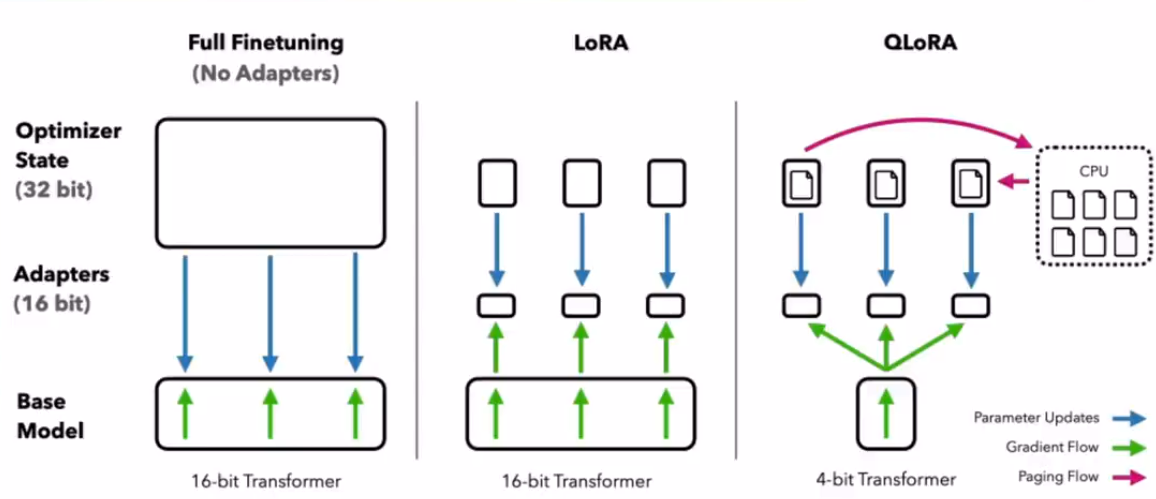 Full Finetuning
(No Adapters)
LoRA
QLoRA
Optimizer
State
(32 bit)
CPU
Adapters
(16 bit)
Base
Model
Parameter Updates
Gradient Flow
Paging Flow
16-bit Transformer
16-bit Transformer
4-bit Transformer